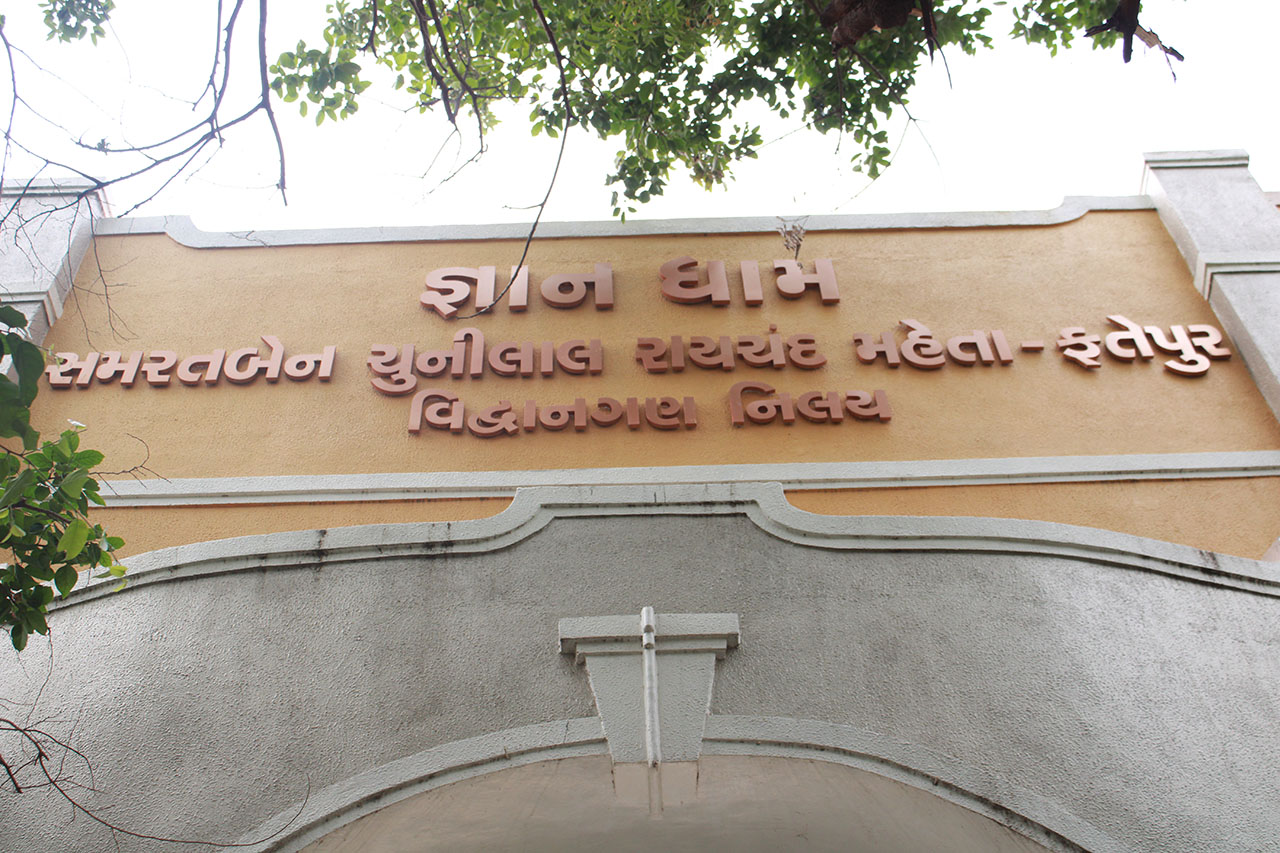 જ્ઞાન ધામ
સમરતબેન ચુનીલાલ રાયચંદ મહેતા - ફતેપુર
વિદ્વાનગણ નિલય